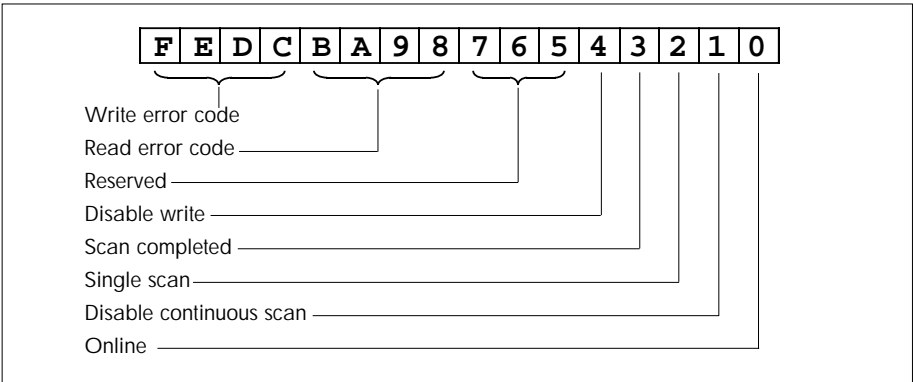 F E D C B A 9 8 7 6 5 4 3 2 1 0
Write error code
Read error code
Reserved
Disable write
Scan completed
Single scan
Disable continuous scan
Online